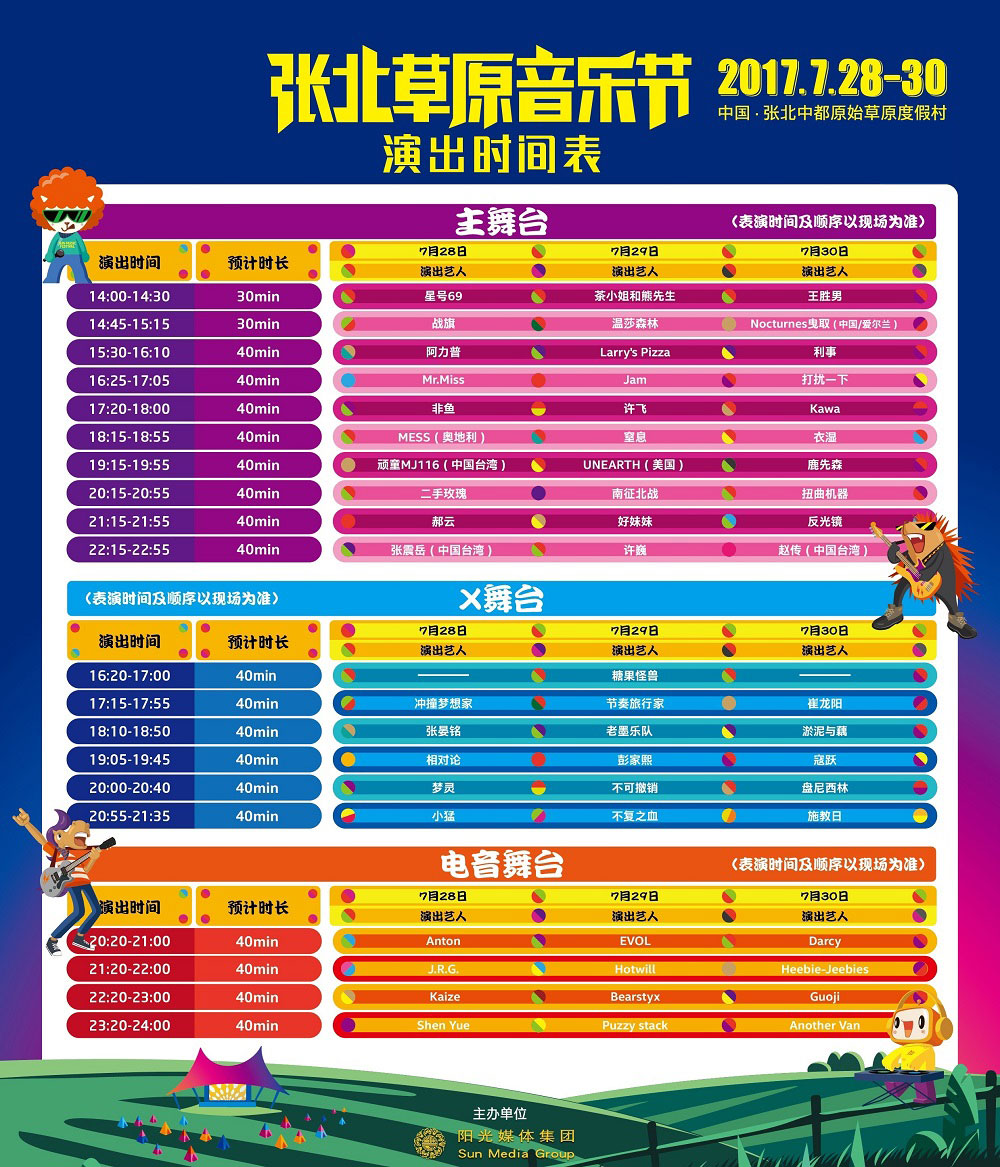 张北草原音乐节 2017.7.28-30
中国 · 张北中都原始草原度假村
演出时间表
主舞台 （表演时间及顺序以现场为准）
演出时间 预计时长 7月28日 7月29日 7月30日
演出艺人 演出艺人 演出艺人
14:00-14:30 30min 星号69 茶小姐和熊先生 王胜男
14:45-15:15 30min 战旗 温莎森林 Nocturnes曳取（中国/爱尔兰）
15:30-16:10 40min 阿力普 Larry's Pizza 利事
16:25-17:05 40min Mr.Miss Jam 打扰一下
17:20-18:00 40min 非鱼 许飞 Kawa
18:15-18:55 40min MESS（奥地利） 窒息 衣湿
19:15-19:55 40min 顽童MJ116（中国台湾） UNEARTH（美国） 鹿先森
20:15-20:55 40min 二手玫瑰 南征北战 扭曲机器
21:15-21:55 40min 郝云 好妹妹 反光镜
22:15-22:55 40min 张震岳（中国台湾） 许巍 赵传（中国台湾）
（表演时间及顺序以现场为准） X舞台
演出时间 预计时长 7月28日 7月29日 7月30日
演出艺人 演出艺人 演出艺人
16:20-17:00 40min ——— 糖果怪兽 ———
17:15-17:55 40min 冲撞梦想家 节奏旅行家 崔龙阳
18:10-18:50 40min 张晏铭 老墨乐队 淤泥与藕
19:05-19:45 40min 相对论 彭家熙 寇跃
20:00-20:40 40min 梦灵 不可撤销 盘尼西林
20:55-21:35 40min 小猛 不复之血 施教日
电音舞台 （表演时间及顺序以现场为准）
演出时间 预计时长 7月28日 7月29日 7月30日
演出艺人 演出艺人 演出艺人
20:20-21:00 40min Anton EVOL Darcy
21:20-22:00 40min J.R.G. Hotwill Heebie-Jeebies
22:20-23:00 40min Kaize Bearstyx Guoji
23:20-24:00 40min Shen Yue Puzzy stack Another Van
主办单位
阳光媒体集团
Sun Media Group